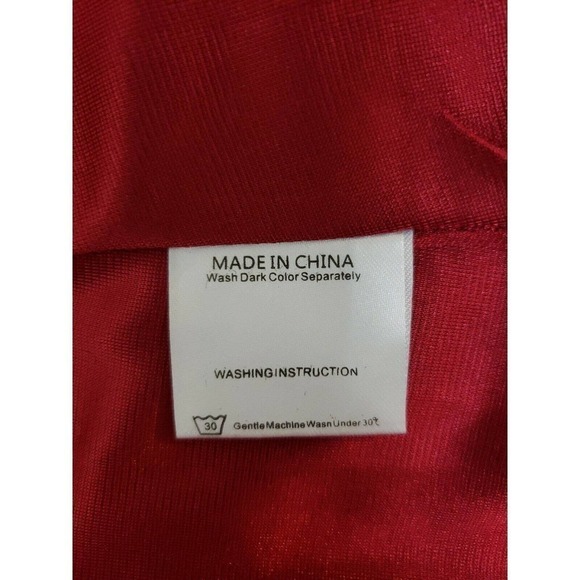 MADE IN CHINA
Wash Dark Color Separately
WASHINGINSTRUCTION
30 Gentle Machine Wasn Under 30℃